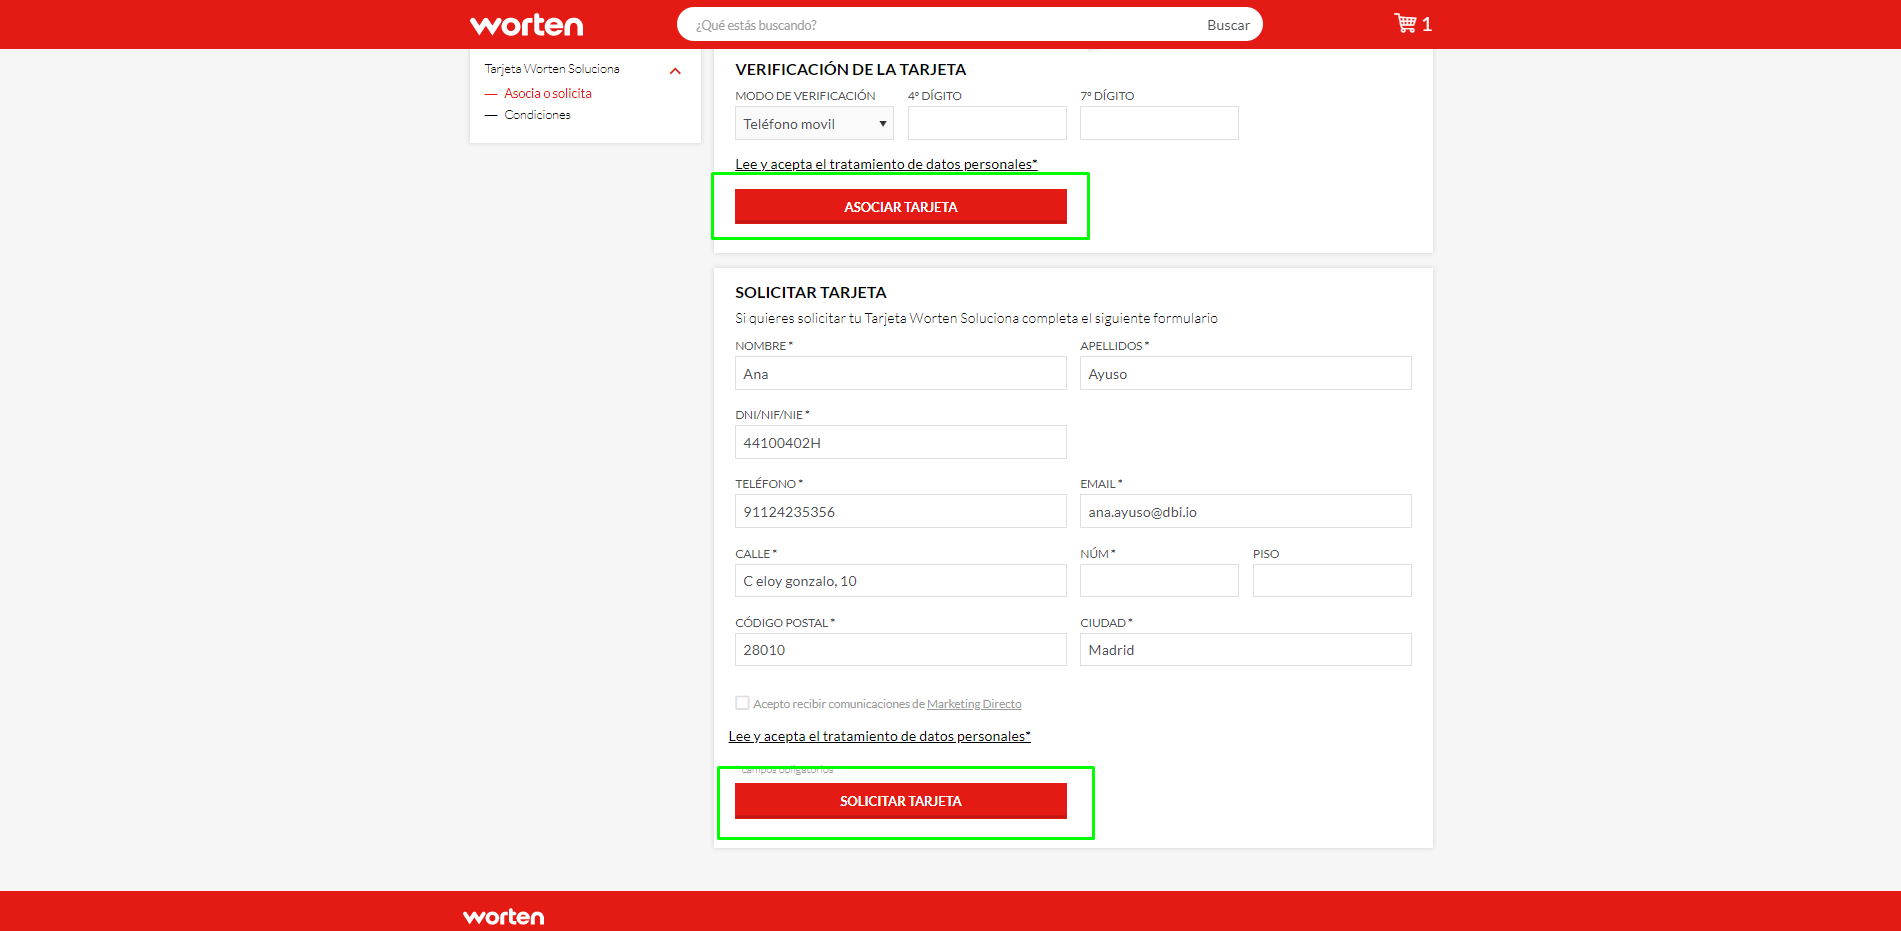 worten
¿Qué estás buscando?
Buscar
1
Tarjeta Worten Soluciona
Asocia o solicita
Condiciones
VERIFICACIÓN DE LA TARJETA
MODO DE VERIFICACIÓN
4º DÍGITO
7º DÍGITO
Teléfono movil
Lee y acepta el tratamiento de datos personales*
ASOCIAR TARJETA
SOLICITAR TARJETA
Si quieres solicitar tu Tarjeta Worten Soluciona completa el siguiente formulario
NOMBRE *
APELLIDOS *
Ana
Ayuso
DNI/NIF/NIE *
44100402H
TELÉFONO *
EMAIL *
91124235356
ana.ayuso@dbi.io
CALLE *
NÚM *
PISO
C eloy gonzalo, 10
CÓDIGO POSTAL *
CIUDAD *
28010
Madrid
Acepto recibir comunicaciones de Marketing Directo
Lee y acepta el tratamiento de datos personales*
* campos obligatorios
SOLICITAR TARJETA
worten